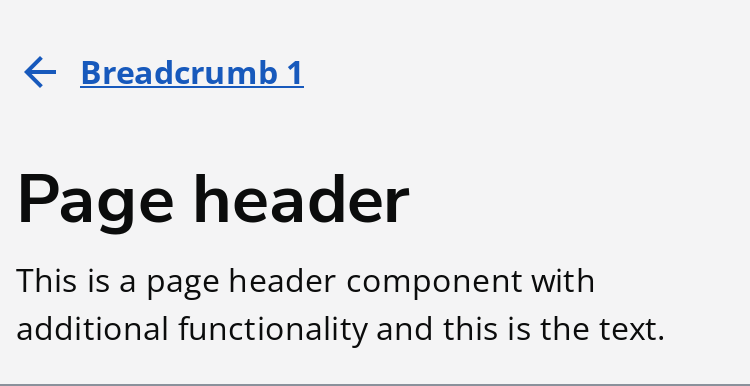 Breadcrumb 1
Page header
This is a page header component with
additional functionality and this is the text.